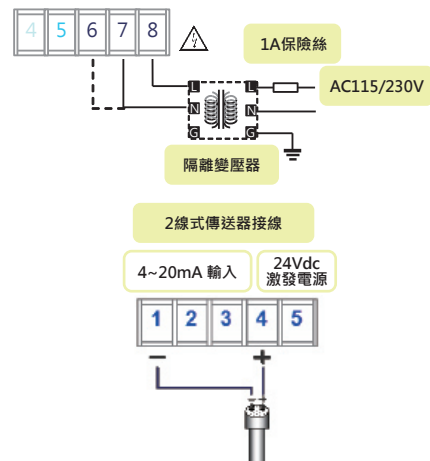 4 5 6 7 8
1A保險絲
L L
AC115/230V
N N
G G
隔離變壓器
2線式傳送器接線
4~20mA 輸入
24Vdc
激發電源
1 2 3 4 5
− +